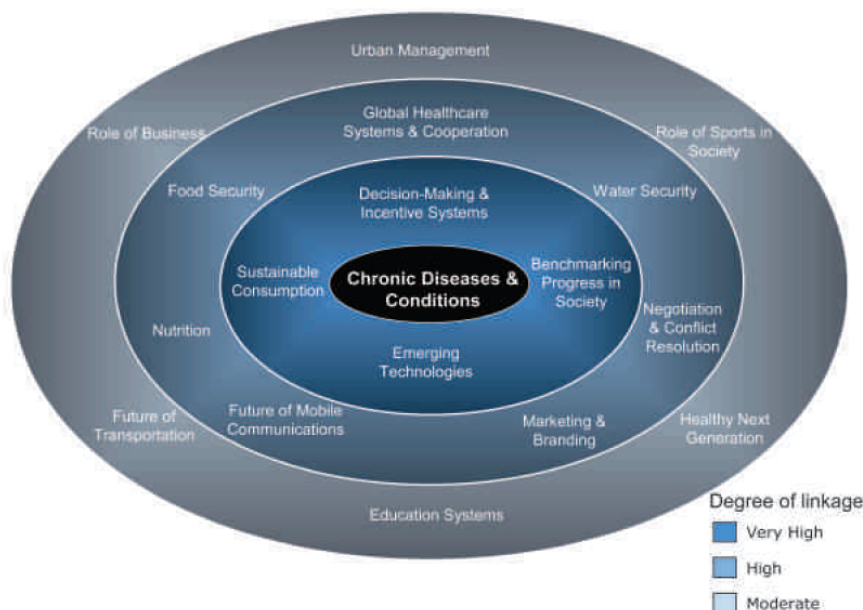 Urban Management
Role of Business
Global Healthcare
Systems & Cooperation
Role of Sports in
Society
Food Security
Decision-Making &
Incentive Systems
Water Security
Sustainable
Consumption
Chronic Diseases &
Conditions
Benchmarking
Progress in
Society
Nutrition
Negotiation
& Conflict
Resolution
Emerging
Technologies
Future of
Transportation
Future of Mobile
Communications
Marketing &
Branding
Healthy Next
Generation
Education Systems
Degree of linkage
Very High
High
Moderate